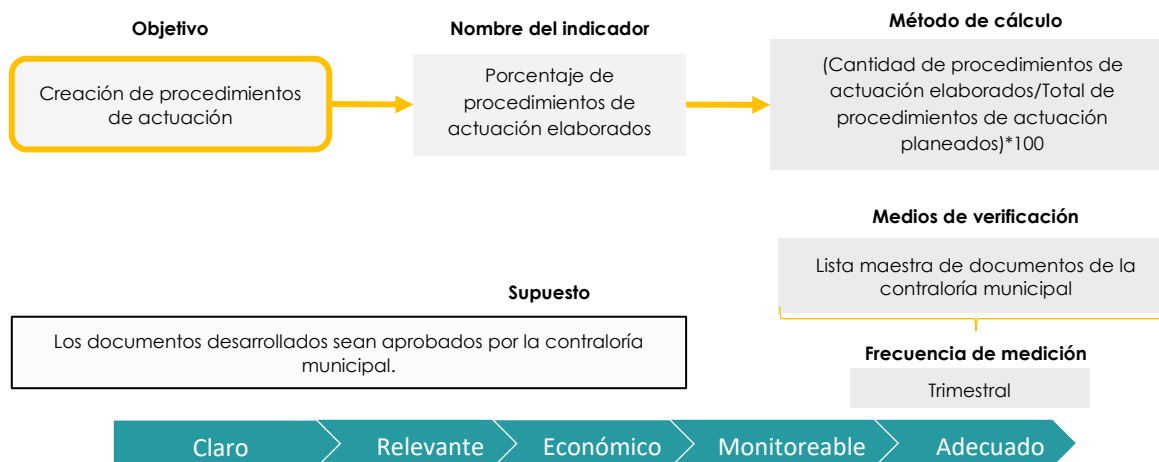 Objetivo
Creación de procedimientos
de actuación
Nombre del indicador
Porcentaje de
procedimientos de
actuación elaborados
Método de cálculo
(Cantidad de procedimientos de
actuación elaborados/Total de
procedimientos de actuación
planeados)*100
Medios de verificación
Lista maestra de documentos de la
contraloría municipal
Supuesto
Los documentos desarrollados sean aprobados por la contraloría
municipal.
Frecuencia de medición
Trimestral
Claro
Relevante
Económico
Monitoreable
Adecuado